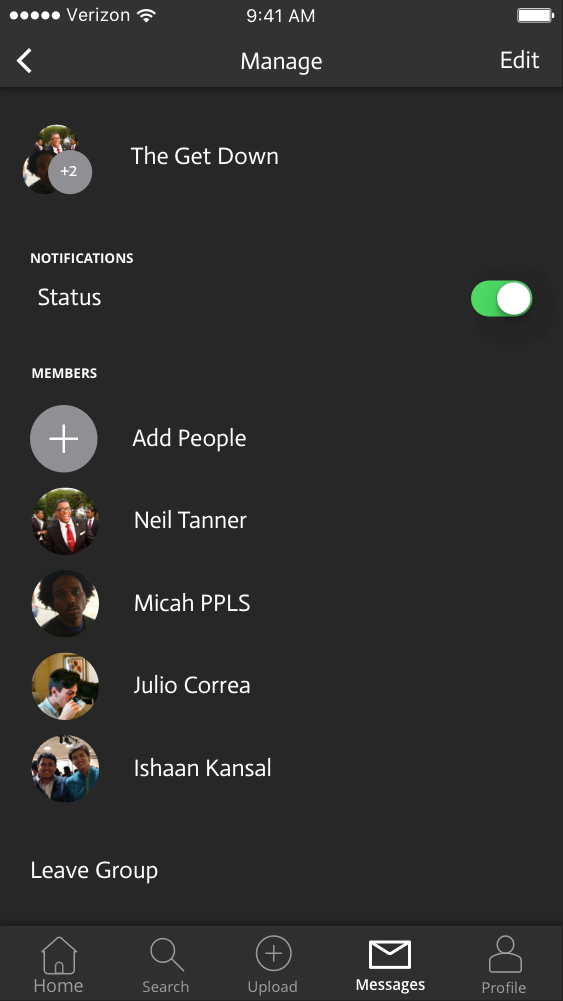 Verizon 9:41 AM
Manage Edit
+2 The Get Down
NOTIFICATIONS
Status
MEMBERS
Add People
Neil Tanner
Micah PPLS
Julio Correa
Ishaan Kansal
Leave Group
Home Search Upload Messages Profile